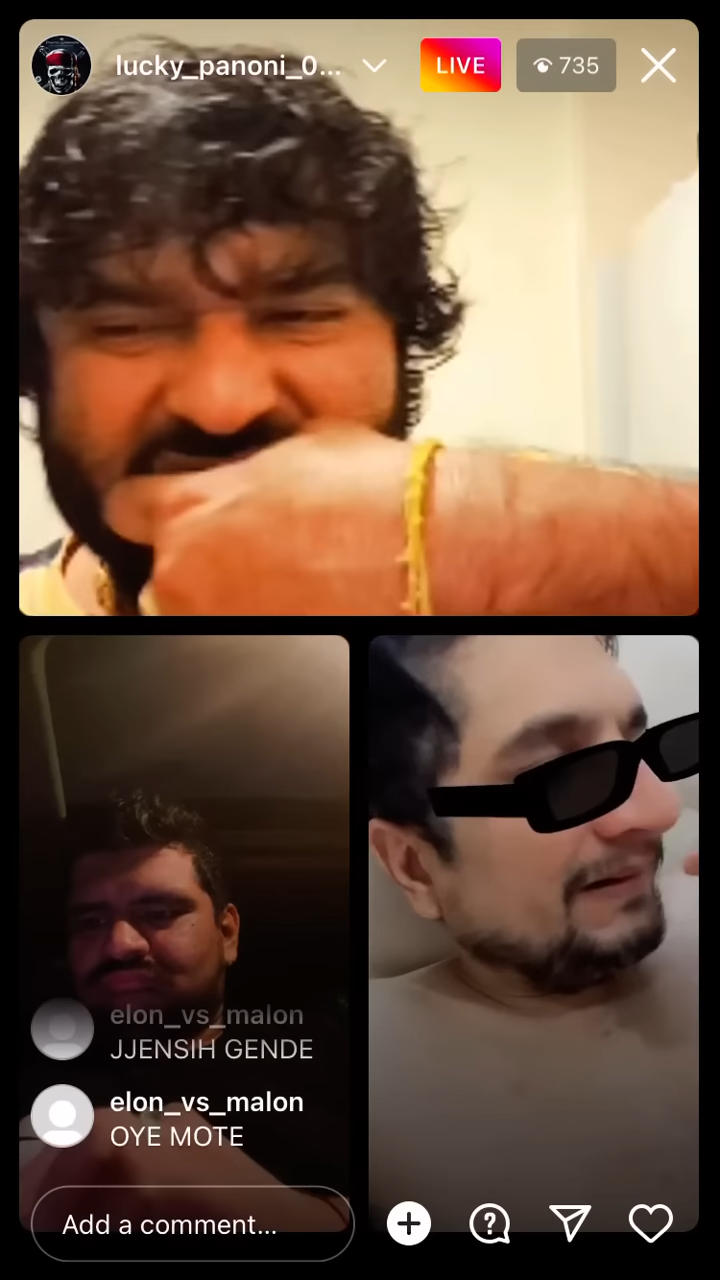 lucky_panoni_0...
LIVE
735
elon_vs_malon
JJENSIH GENDE
elon_vs_malon
OYE MOTE
Add a comment...